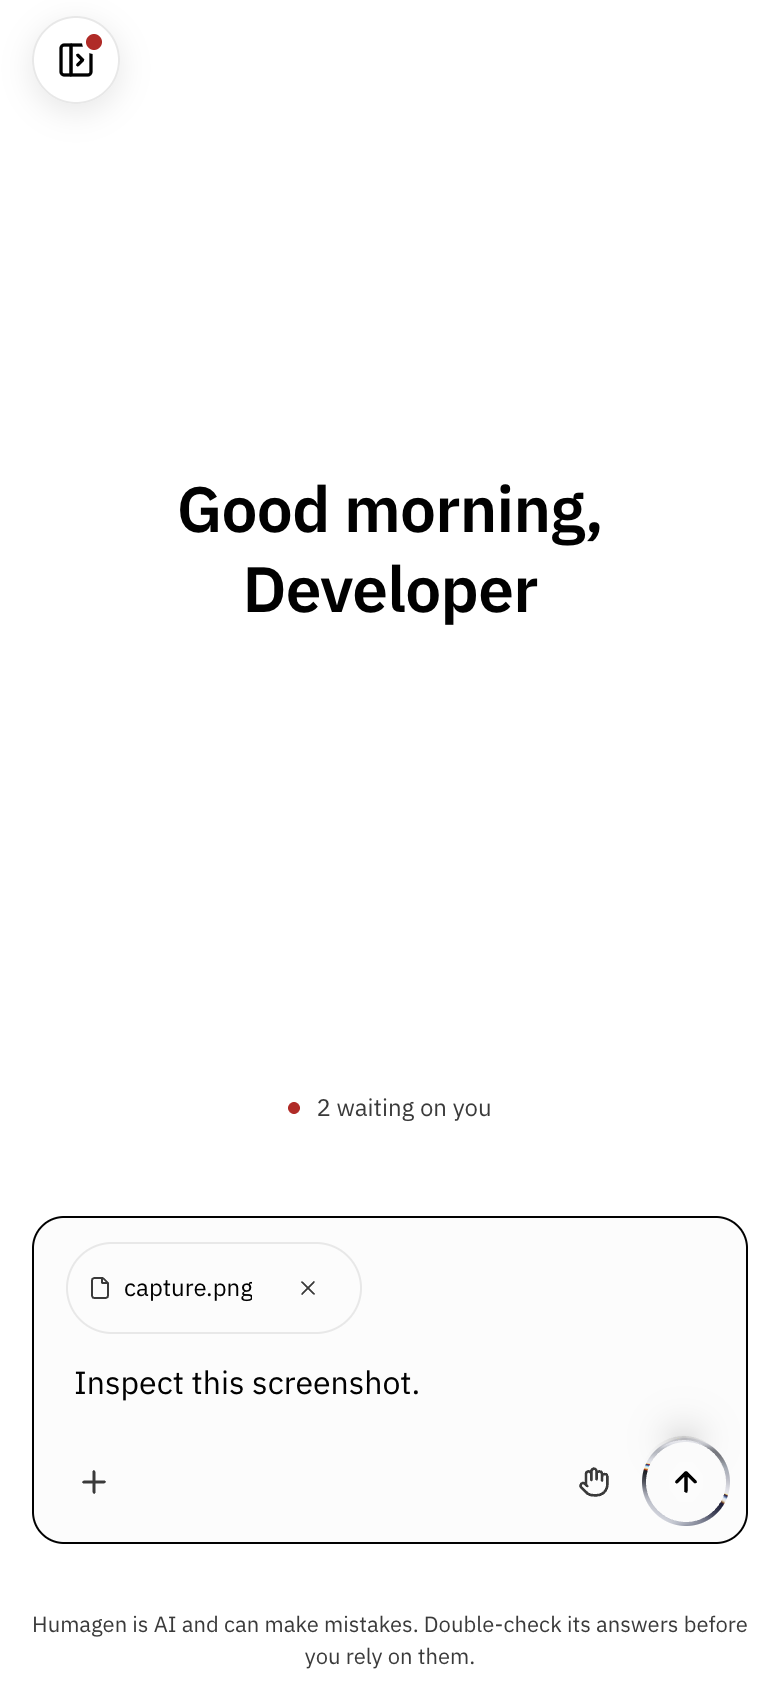 Good morning,
Developer
2 waiting on you
capture.png
Inspect this screenshot.
Humagen is AI and can make mistakes. Double-check its answers before
you rely on them.